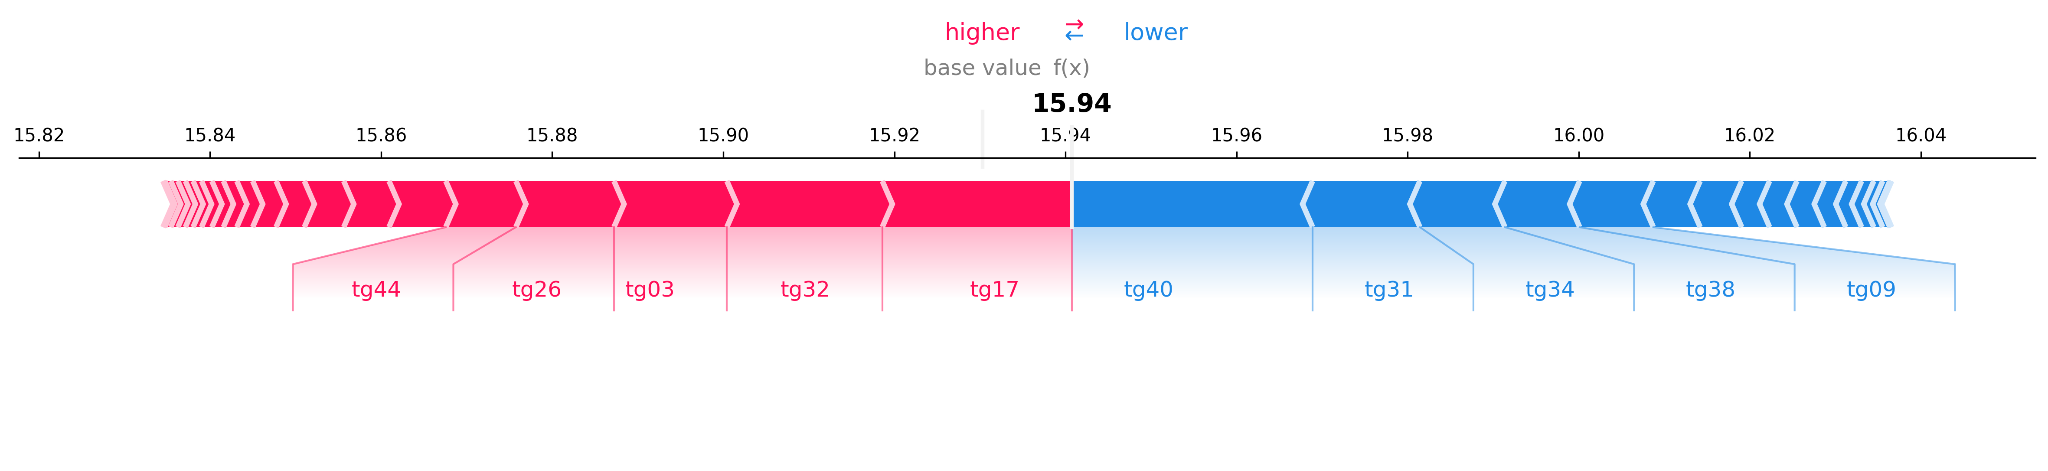 higher ⇄ lower
base value f(x)
15.94
15.82 15.84 15.86 15.88 15.90 15.92 15.94 15.96 15.98 16.00 16.02 16.04
tg44 tg26 tg03 tg32 tg17 tg40 tg31 tg34 tg38 tg09